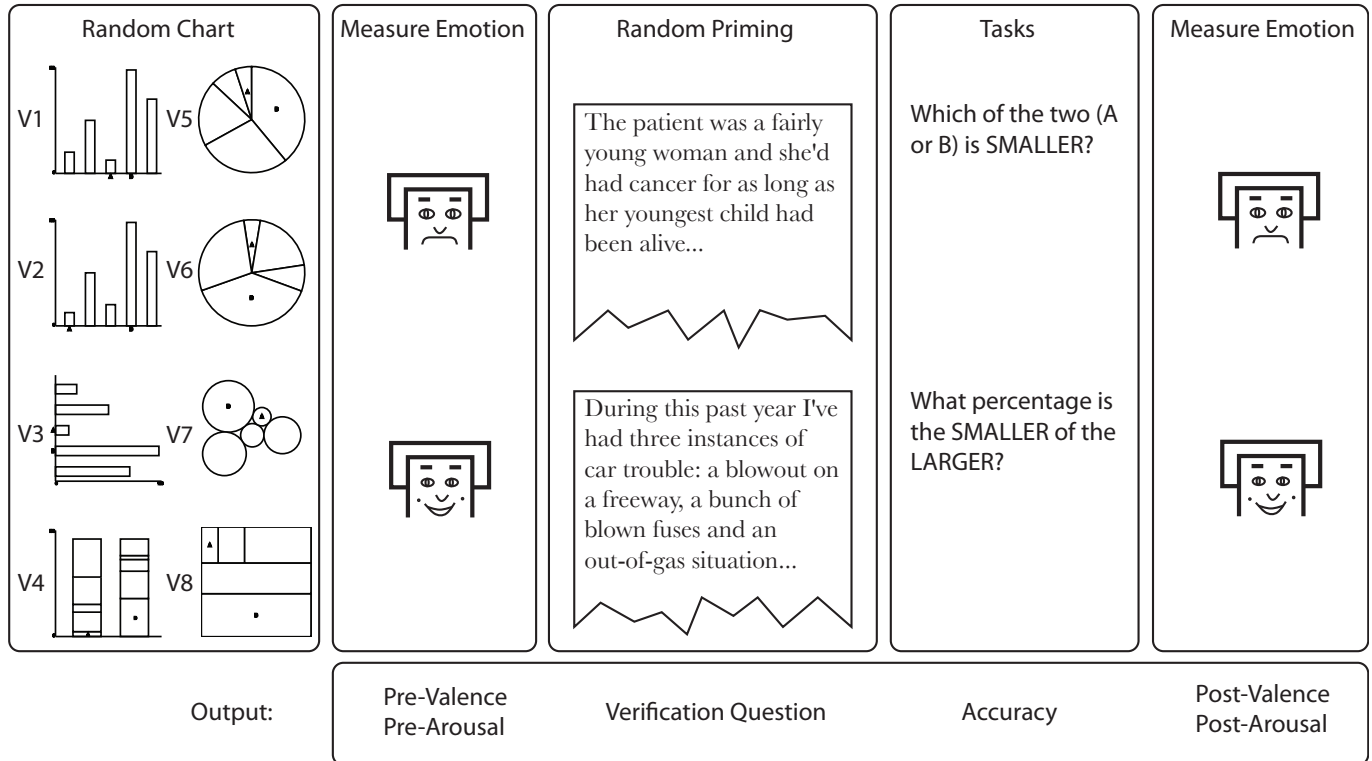 Random Chart
V1
V5
V2
V6
V3
V7
V4
V8
Measure Emotion
Random Priming
The patient was a fairly
young woman and she'd
had cancer for as long as
her youngest child had
been alive...
During this past year I've
had three instances of
car trouble: a blowout on
a freeway, a bunch of
blown fuses and an
out-of-gas situation...
Tasks
Which of the two (A
or B) is SMALLER?
What percentage is
the SMALLER of the
LARGER?
Measure Emotion
Output:
Pre-Valence
Pre-Arousal
Verification Question
Accuracy
Post-Valence
Post-Arousal